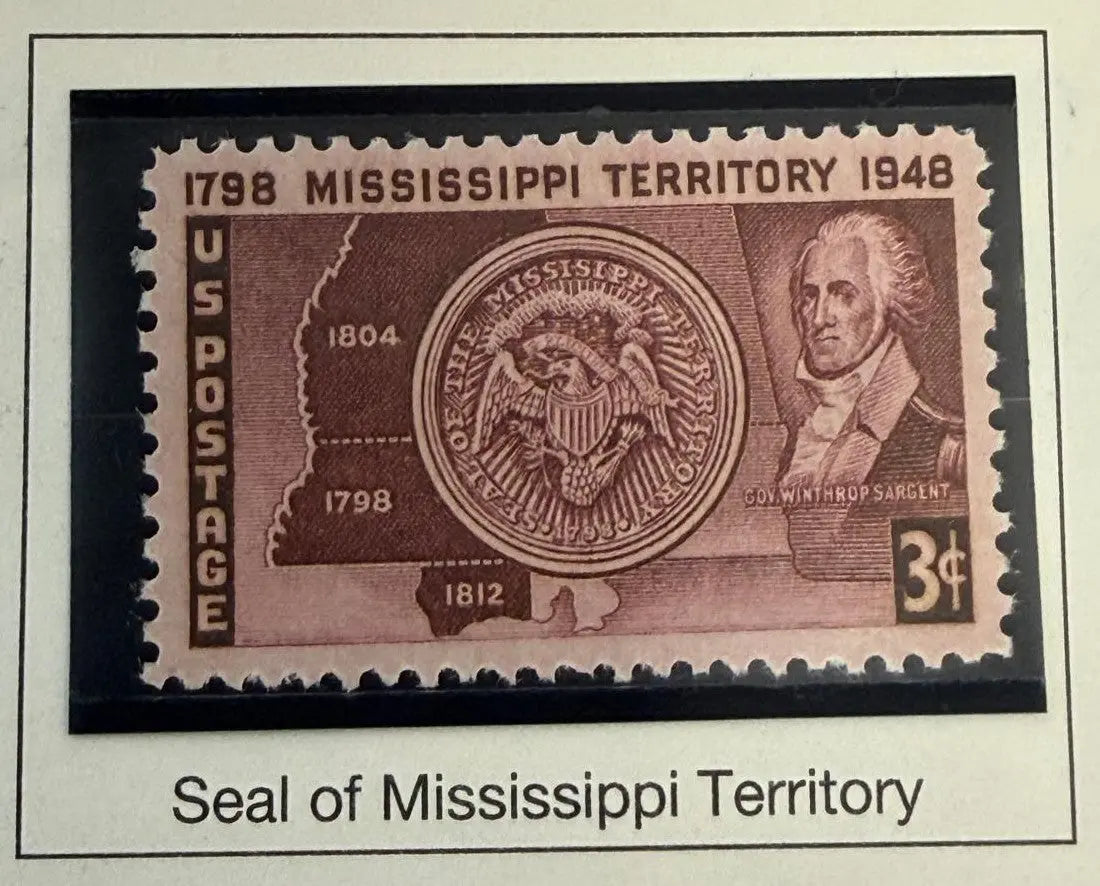 1798 MISSISSIPPI TERRITORY 1948
US POSTAGE
1804
1798
1812
SEAL OF THE MISSISSIPPI TERRITORY
·1798·
GOV. WINTHROP SARGENT
3¢
Seal of Mississippi Territory